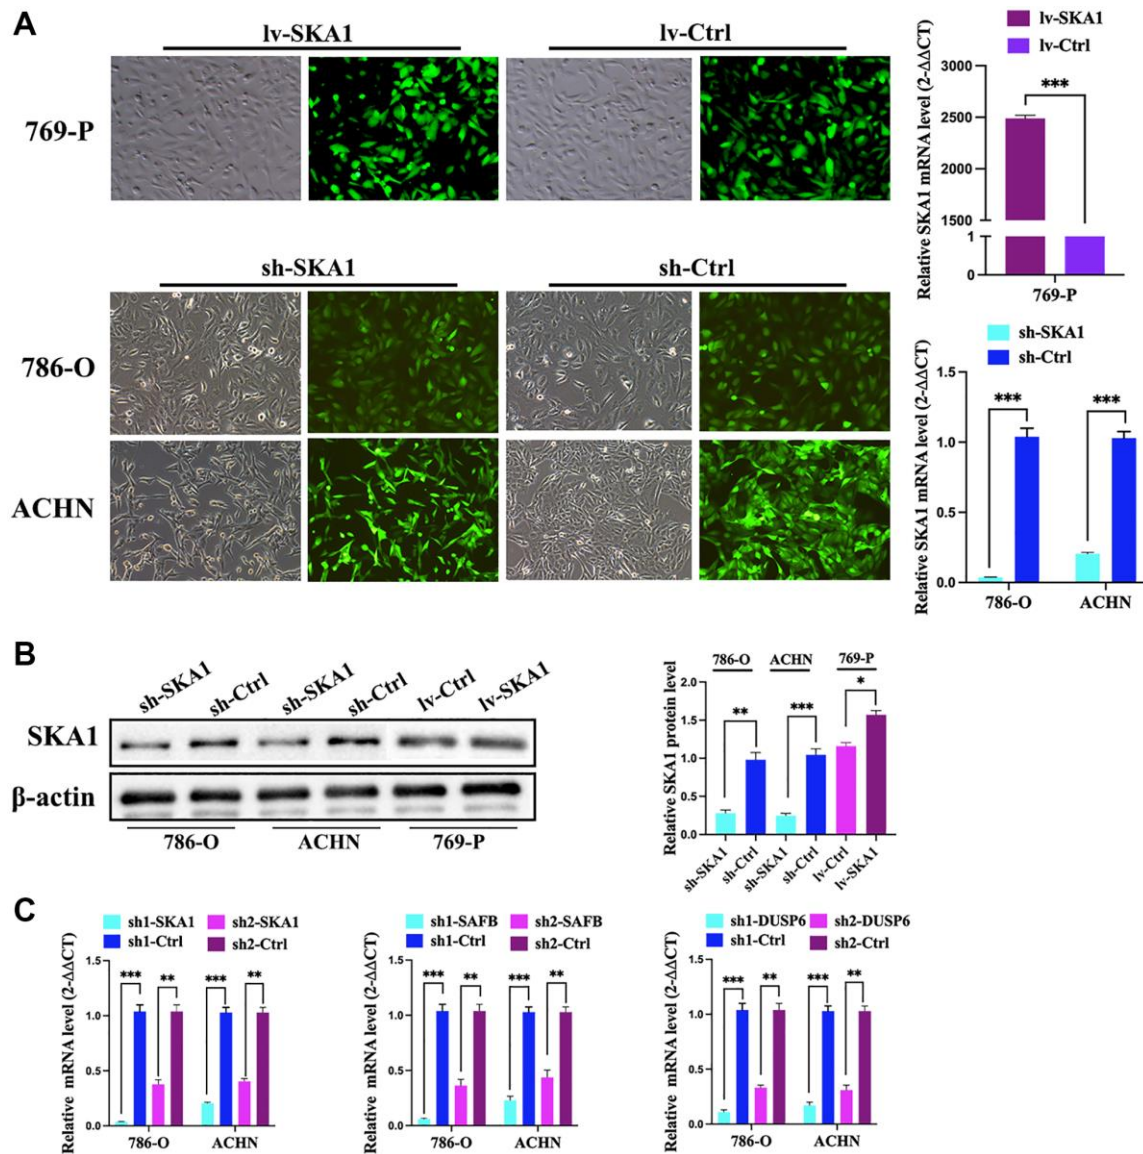 A
lv-SKA1
lv-Ctrl
769-P
lv-SKA1
lv-Ctrl
Relative SKA1 mRNA level (2-ΔΔCT)
3000
2500
2000
1500
1
0
***
769-P
sh-SKA1
sh-Ctrl
786-O
ACHN
sh-SKA1
sh-Ctrl
Relative SKA1 mRNA level (2-ΔΔCT)
1.5
1.0
0.5
0.0
***
***
786-O
ACHN
B
sh-SKA1
sh-Ctrl
sh-SKA1
sh-Ctrl
lv-Ctrl
lv-SKA1
SKA1
β-actin
786-O
ACHN
769-P
786-O
ACHN
769-P
Relative SKA1 protein level
2.0
1.5
1.0
0.5
0.0
**
***
*
sh-SKA1
sh-Ctrl
sh-SKA1
sh-Ctrl
lv-Ctrl
lv-SKA1
C
sh1-SKA1
sh2-SKA1
sh1-Ctrl
sh2-Ctrl
Relative mRNA level (2-ΔΔCT)
1.5
1.0
0.5
0.0
***
**
***
**
786-O
ACHN
sh1-SAFB
sh2-SAFB
sh1-Ctrl
sh2-Ctrl
Relative mRNA level (2-ΔΔCT)
1.5
1.0
0.5
0.0
***
**
***
**
786-O
ACHN
sh1-DUSP6
sh2-DUSP6
sh1-Ctrl
sh2-Ctrl
Relative mRNA level (2-ΔΔCT)
1.5
1.0
0.5
0.0
***
**
***
**
786-O
ACHN